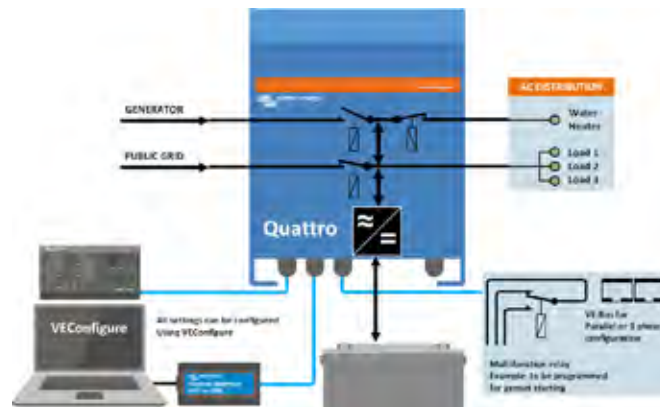 GENERATOR
PUBLIC GRID
Quattro
AC DISTRIBUTION
Water
Heater
Load 1
Load 2
Load 3
VEConfigure
All settings can be configured
Using VEConfigure
VE.Bus for
Parallel or 3 phase
configuration
Multifunction relay
Example: to be programmed
for genset starting